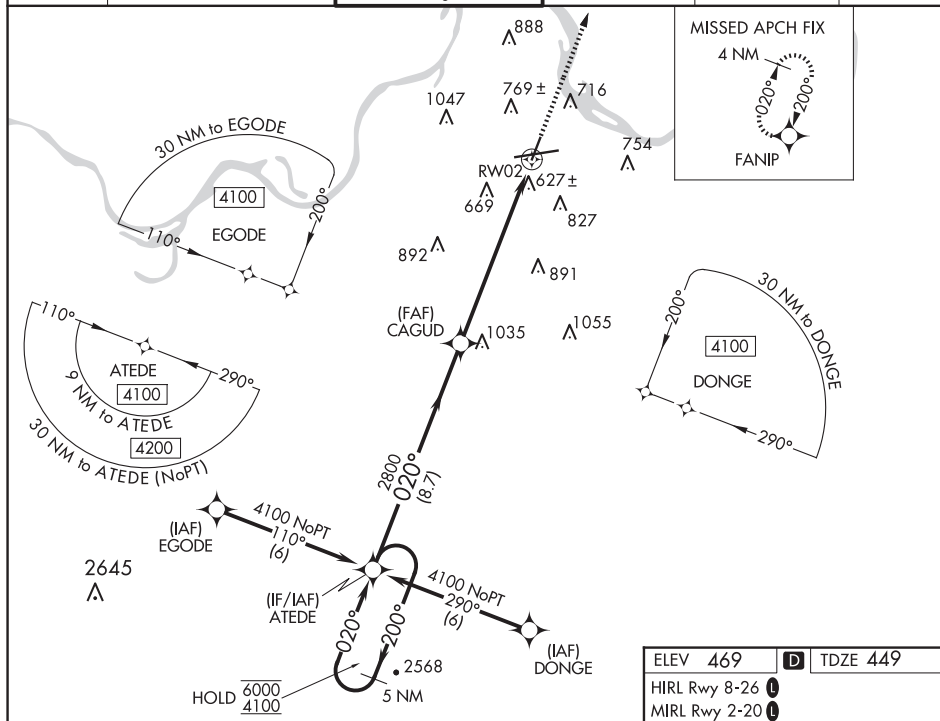 888
MISSED APCH FIX
4 NM
020°
200°
FANIP
1047
769 ±
716
754
30 NM to EGODE
4100
EGODE
110°
200°
RW02
627 ±
669
827
892
891
(FAF)
CAGUD
1035
1055
110°
ATEDE
4100
290°
9 NM to ATEDE
4200
30 NM to ATEDE (NoPT)
200°
30 NM to DONGE
4100
DONGE
290°
2800
020°
(8.7)
(IAF)
EGODE
4100 NoPT
110°
(6)
2645
(IF/IAF)
ATEDE
4100 NoPT
290°
(6)
(IAF)
DONGE
020°
200°
2568
HOLD 6000
4100
5 NM
ELEV 469 D TDZE 449
HIRL Rwy 8-26 L
MIRL Rwy 2-20 L